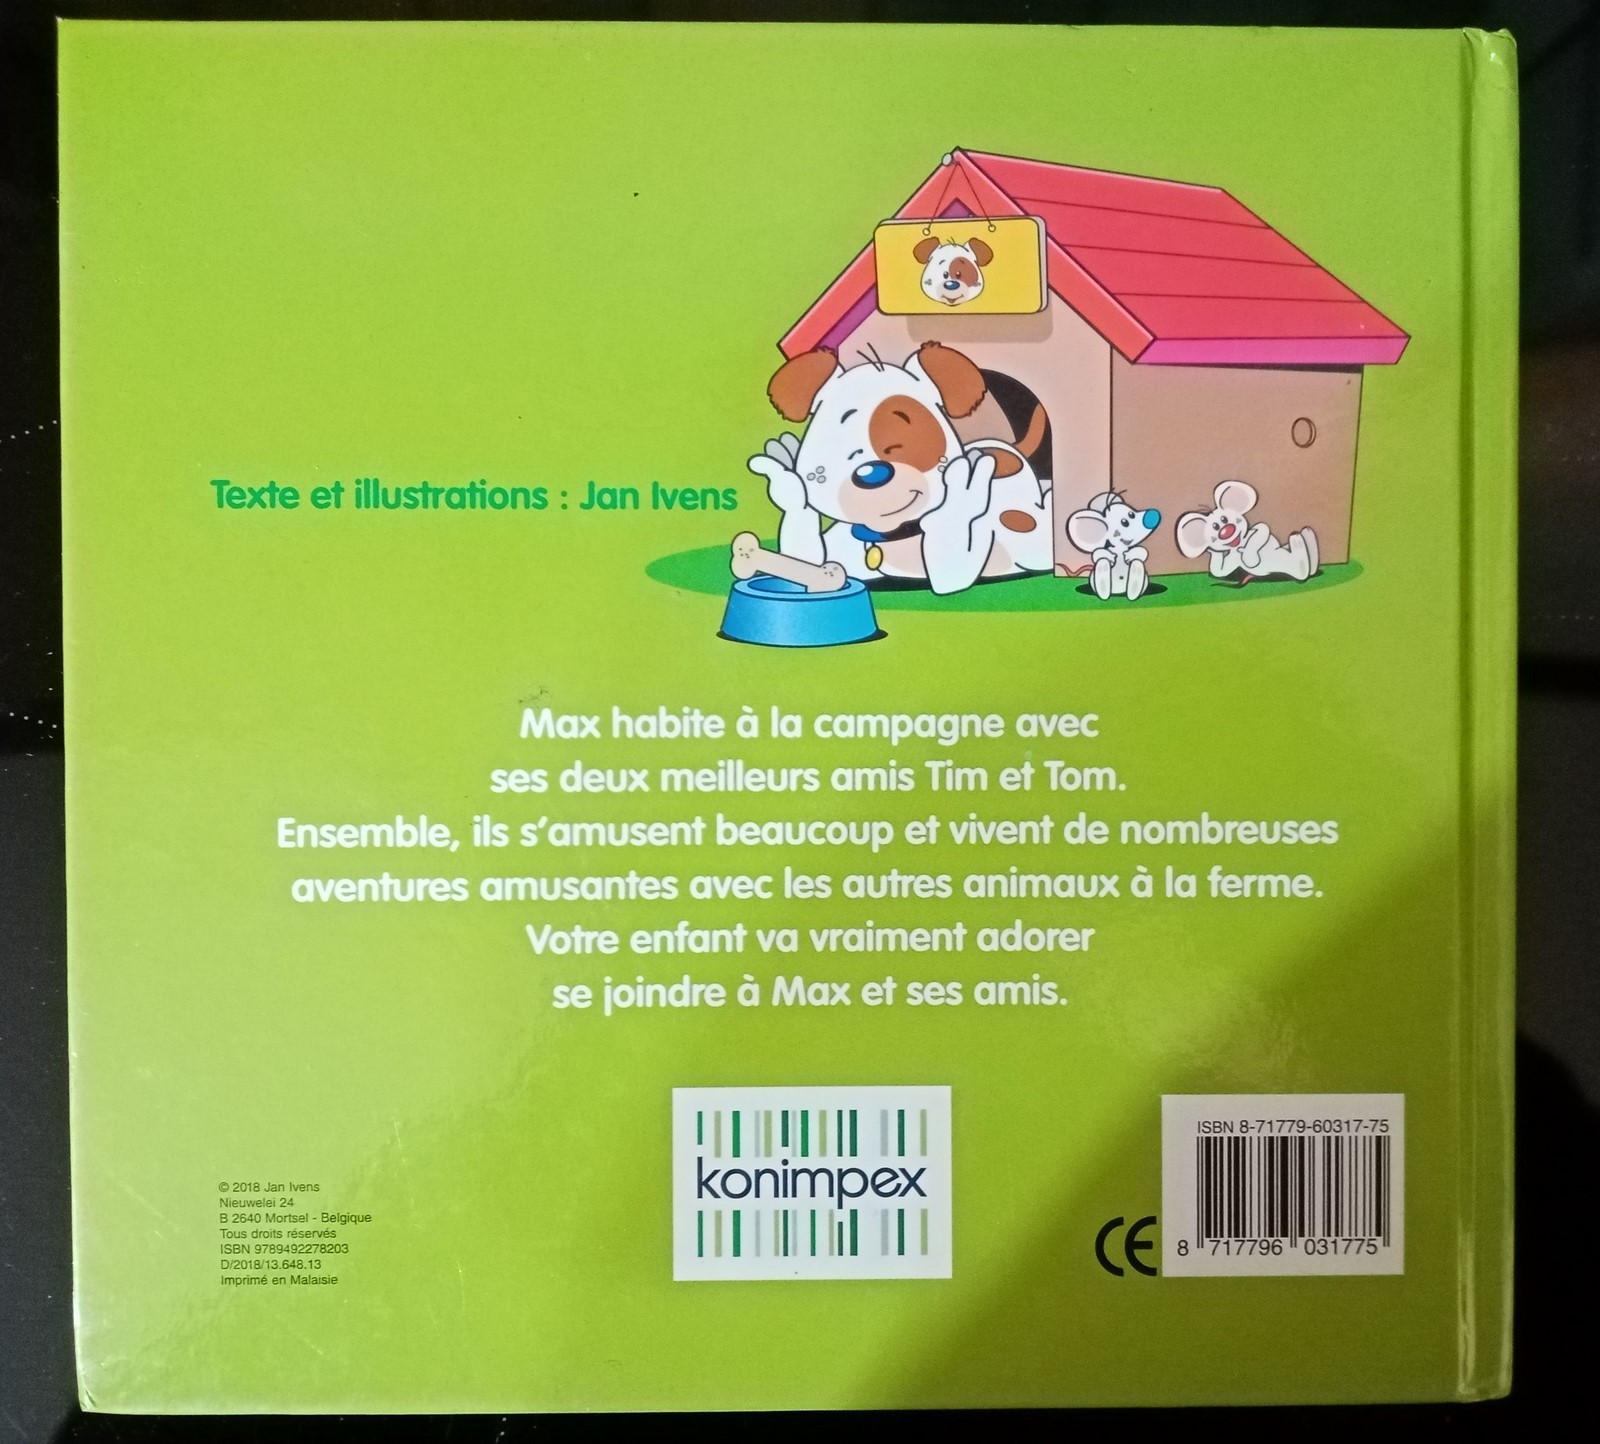 Texte et illustrations : Jan Ivens
Max habite à la campagne avec
ses deux meilleurs amis Tim et Tom.
Ensemble, ils s'amusent beaucoup et vivent de nombreuses
aventures amusantes avec les autres animaux à la ferme.
Votre enfant va vraiment adorer
se joindre à Max et ses amis.
© 2018 Jan Ivens
Nieuwelei 24
B 2640 Mortsel - Belgique
Tous droits réservés
ISBN 9789492278203
D/2018/13.648.13
Imprimé en Malaisie
konimpex
CE
ISBN 8-71779-60317-75
8 717796 031775